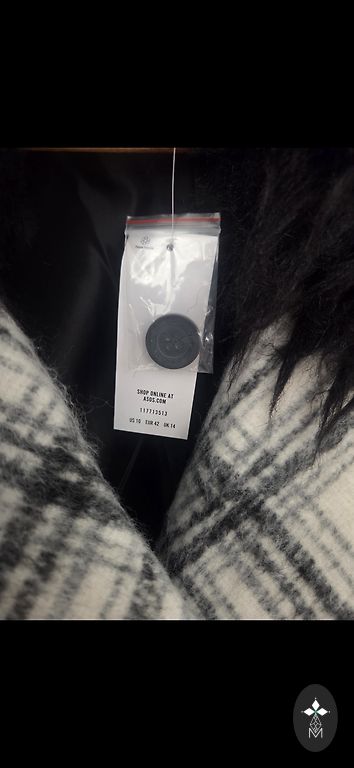 SHOP ONLINE AT
ASOS.COM
117713513
US 10 EUR 42 UK 14
M